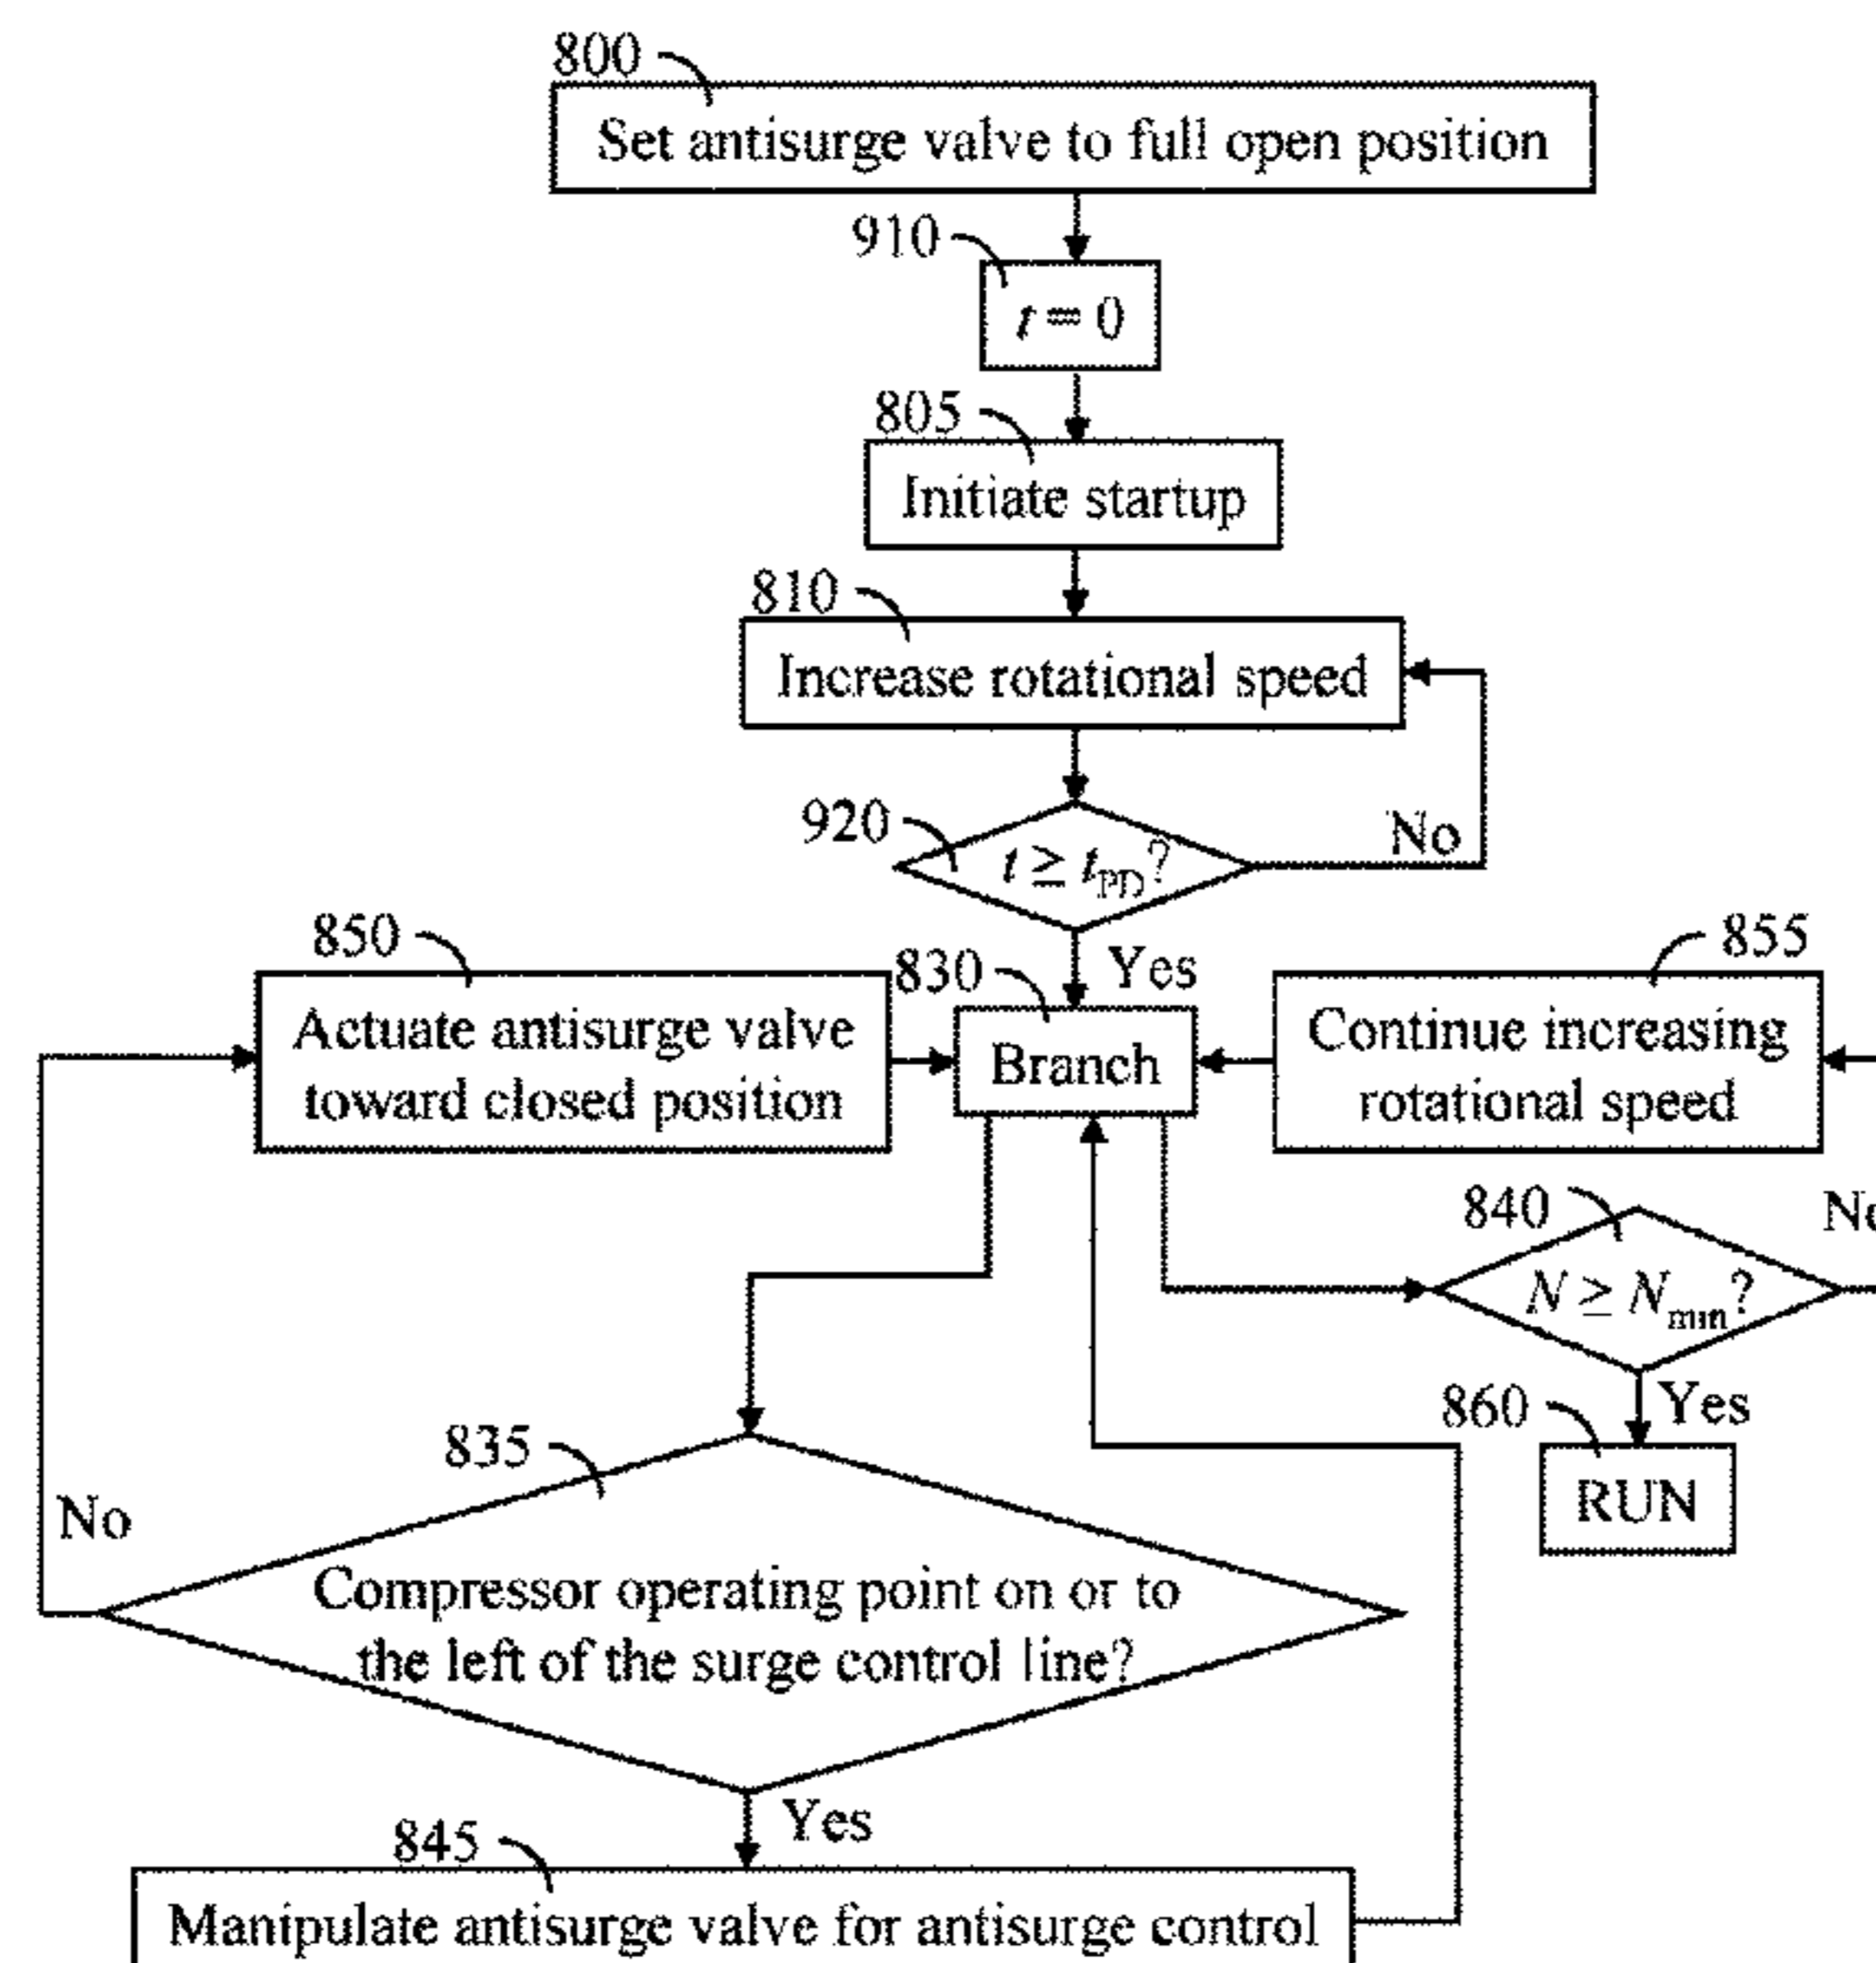 800
Set antisurge valve to full open position
910
t = 0
805
Initiate startup
810
Increase rotational speed
920
t ≥ tPD?
No
Yes
850
Actuate antisurge valve
toward closed position
830
Branch
855
Continue increasing
rotational speed
840
N ≥ Nmin?
Yes
860
RUN
835
No
Compressor operating point on or to
the left of the surge control line?
Yes
845
Manipulate antisurge valve for antisurge control